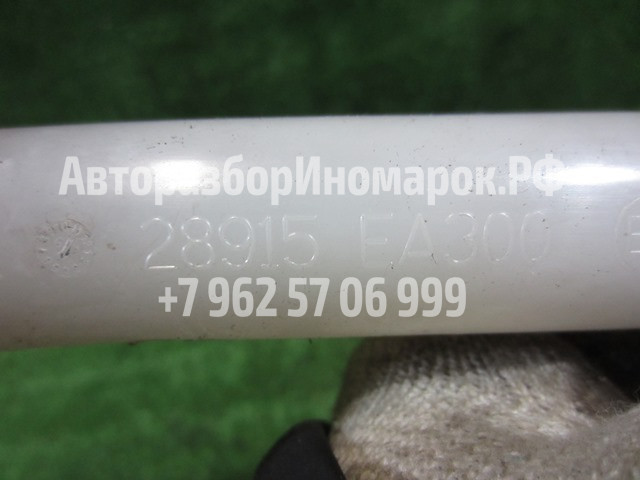 АвторазборИномарок.РФ
28915 EA300
+7 962 57 06 999